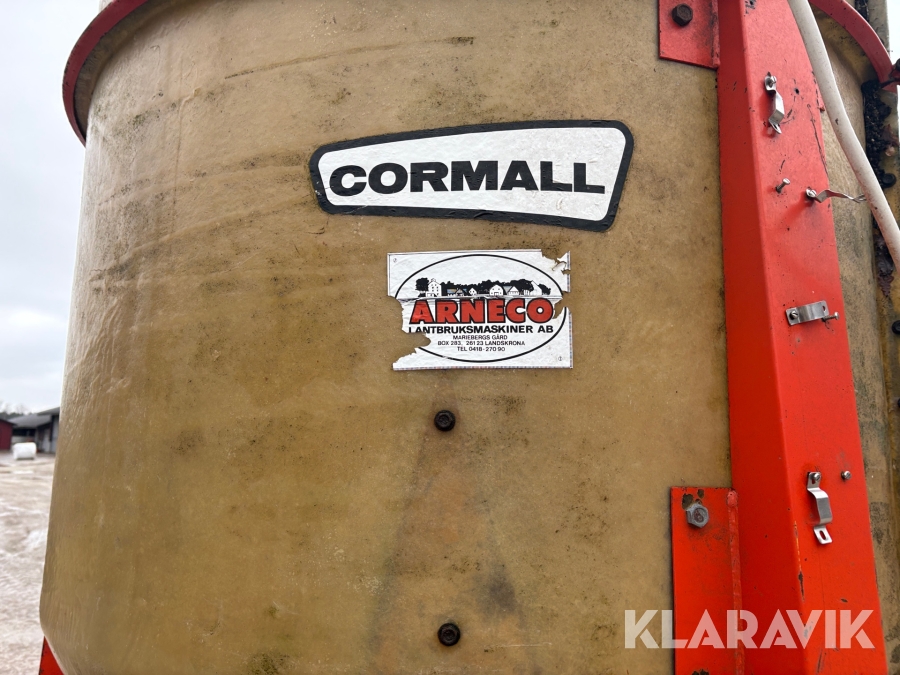 CORMALL
ARNECO
LANTBRUKSMASKINER AB
MARIEBERGS GÅRD
BOX 283, 261 23 LANDSKRONA
TEL 0418-270 90
KLARAVIK